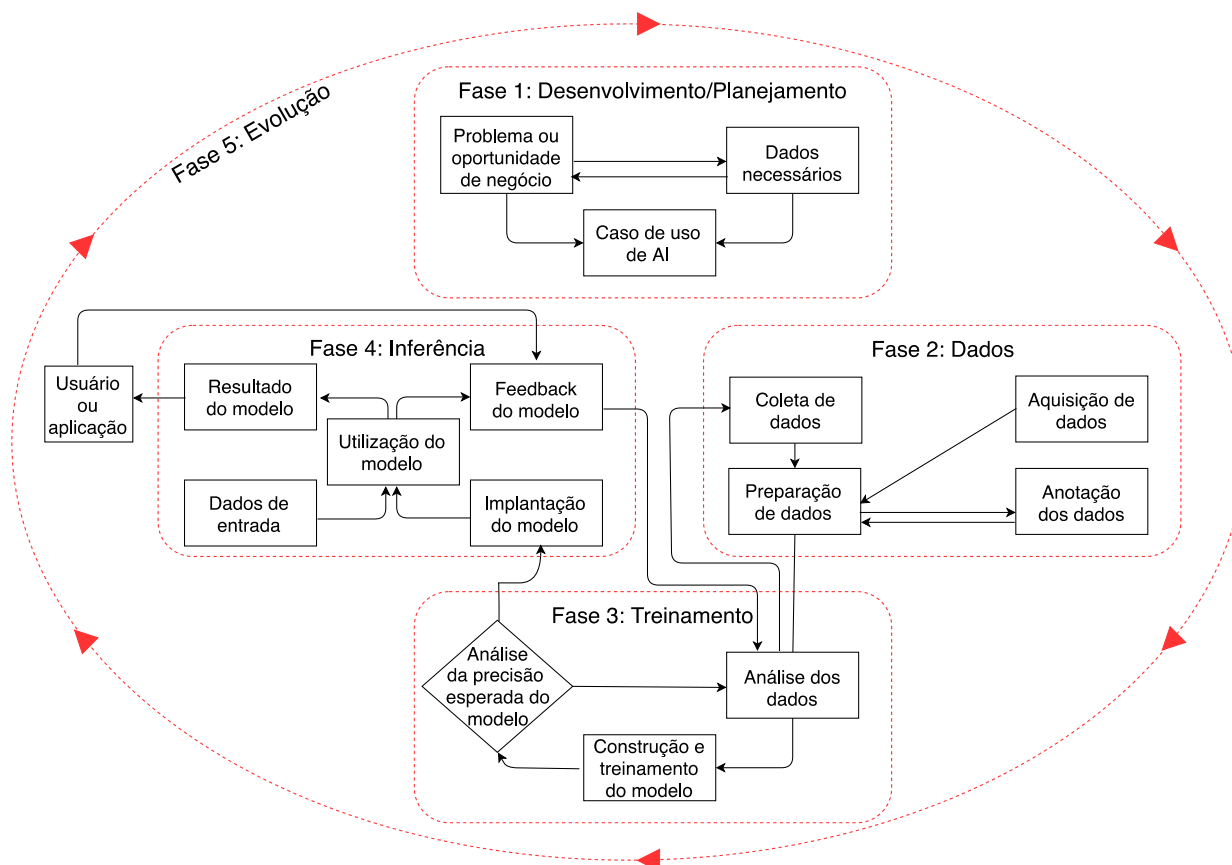 Fase 5: Evolução
Fase 1: Desenvolvimento/Planejamento
Problema ou
oportunidade
de negócio
Dados
necessários
Caso de uso
de AI
Fase 4: Inferência
Usuário
ou
aplicação
Resultado
do modelo
Feedback
do modelo
Utilização do
modelo
Dados de
entrada
Implantação
do modelo
Fase 2: Dados
Coleta de
dados
Aquisição de
dados
Preparação
de dados
Anotação
dos dados
Fase 3: Treinamento
Análise
da precisão
esperada do
modelo
Análise dos
dados
Construção e
treinamento
do modelo